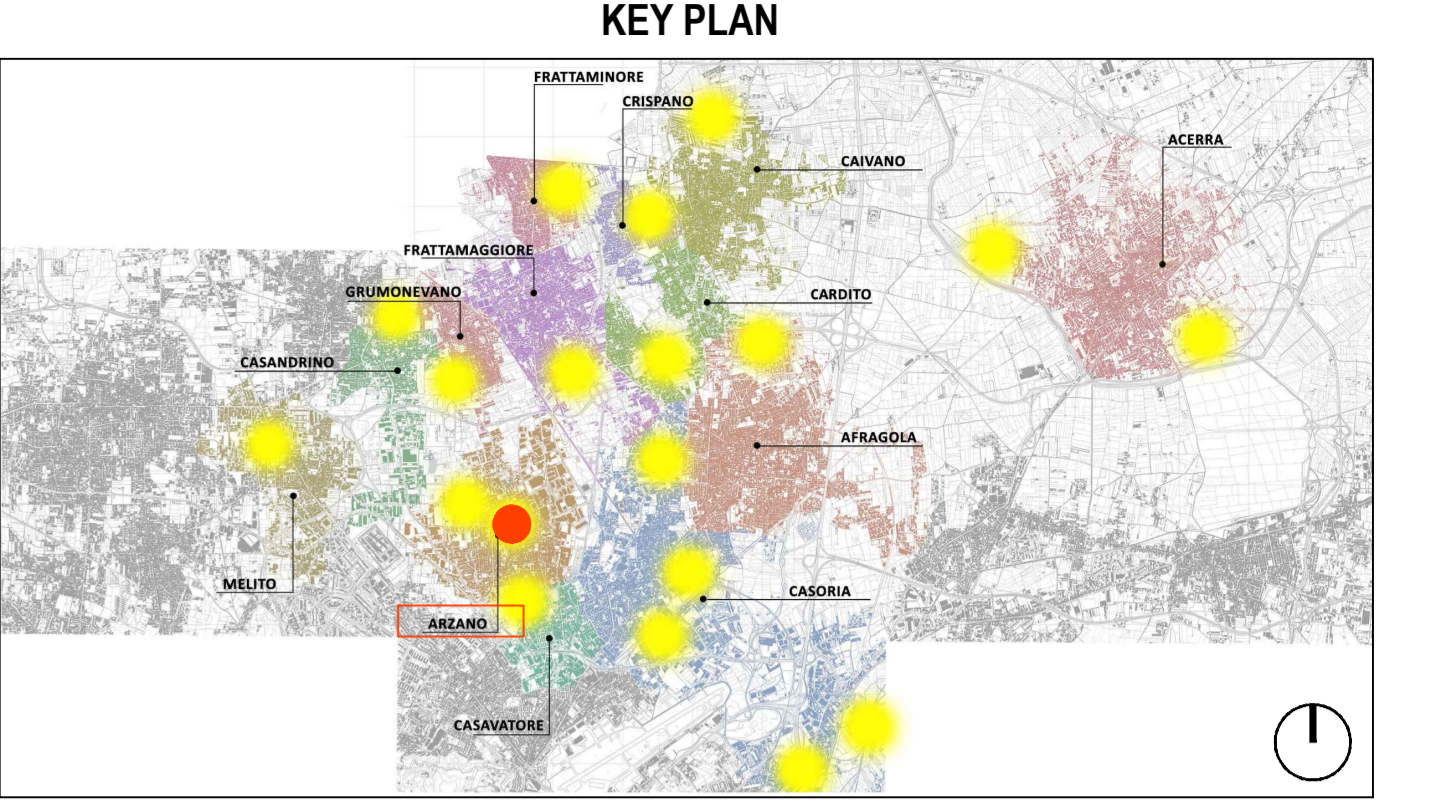 KEY PLAN
FRATTAMINORE
CRISPANO
ACERRA
CAIVANO
FRATTAMAGGIORE
GRUMONEVANO
CARDITO
CASANDRINO
AFRAGOLA
MELITO
CASORIA
ARZANO
CASAVATORE